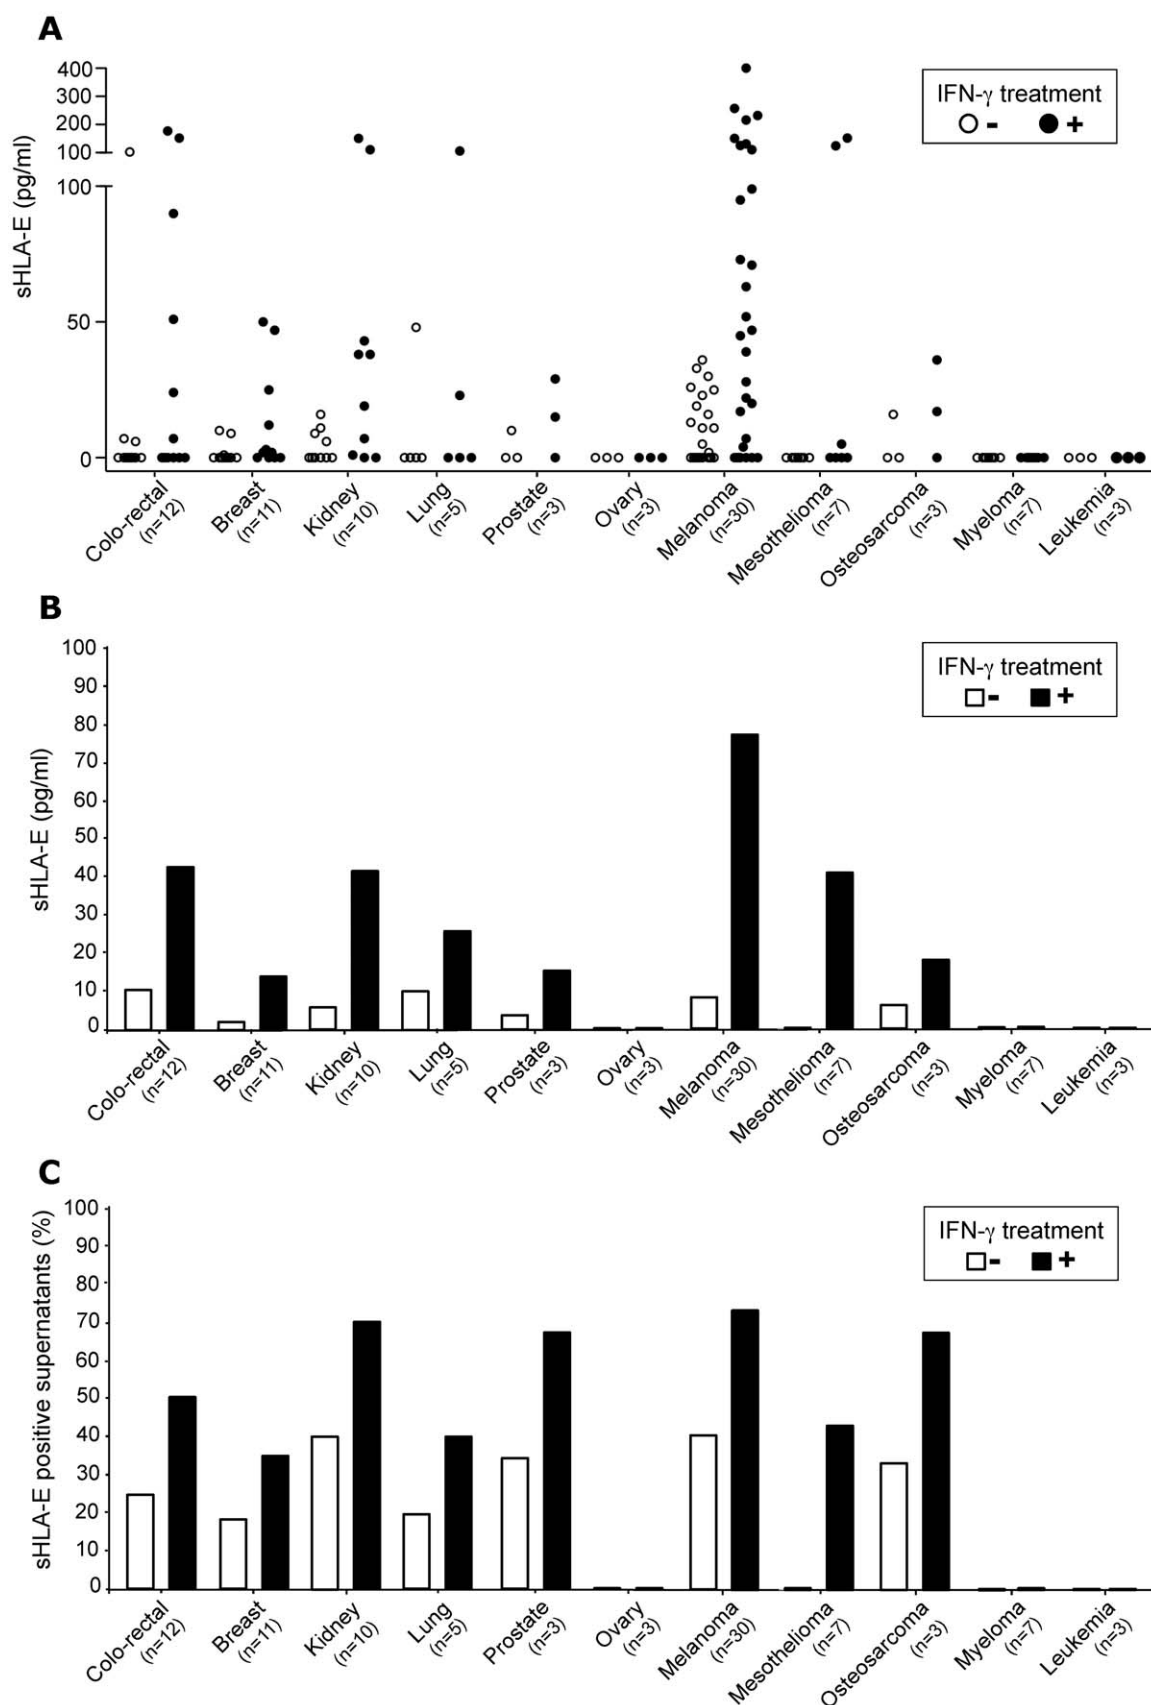 A
sHLA-E (pg/ml)
400
300
200
100
100
50
0
IFN-γ treatment
- +
Colo-rectal (n=12)
Breast (n=11)
Kidney (n=10)
Lung (n=5)
Prostate (n=3)
Ovary (n=3)
Melanoma (n=30)
Mesothelioma (n=7)
Osteosarcoma (n=3)
Myeloma (n=7)
Leukemia (n=3)
B
sHLA-E (pg/ml)
100
90
80
70
60
50
40
30
20
10
0
IFN-γ treatment
- +
Colo-rectal (n=12)
Breast (n=11)
Kidney (n=10)
Lung (n=5)
Prostate (n=3)
Ovary (n=3)
Melanoma (n=30)
Mesothelioma (n=7)
Osteosarcoma (n=3)
Myeloma (n=7)
Leukemia (n=3)
C
sHLA-E positive supernatants (%)
100
90
80
70
60
50
40
30
20
10
0
IFN-γ treatment
- +
Colo-rectal (n=12)
Breast (n=11)
Kidney (n=10)
Lung (n=5)
Prostate (n=3)
Ovary (n=3)
Melanoma (n=30)
Mesothelioma (n=7)
Osteosarcoma (n=3)
Myeloma (n=7)
Leukemia (n=3)